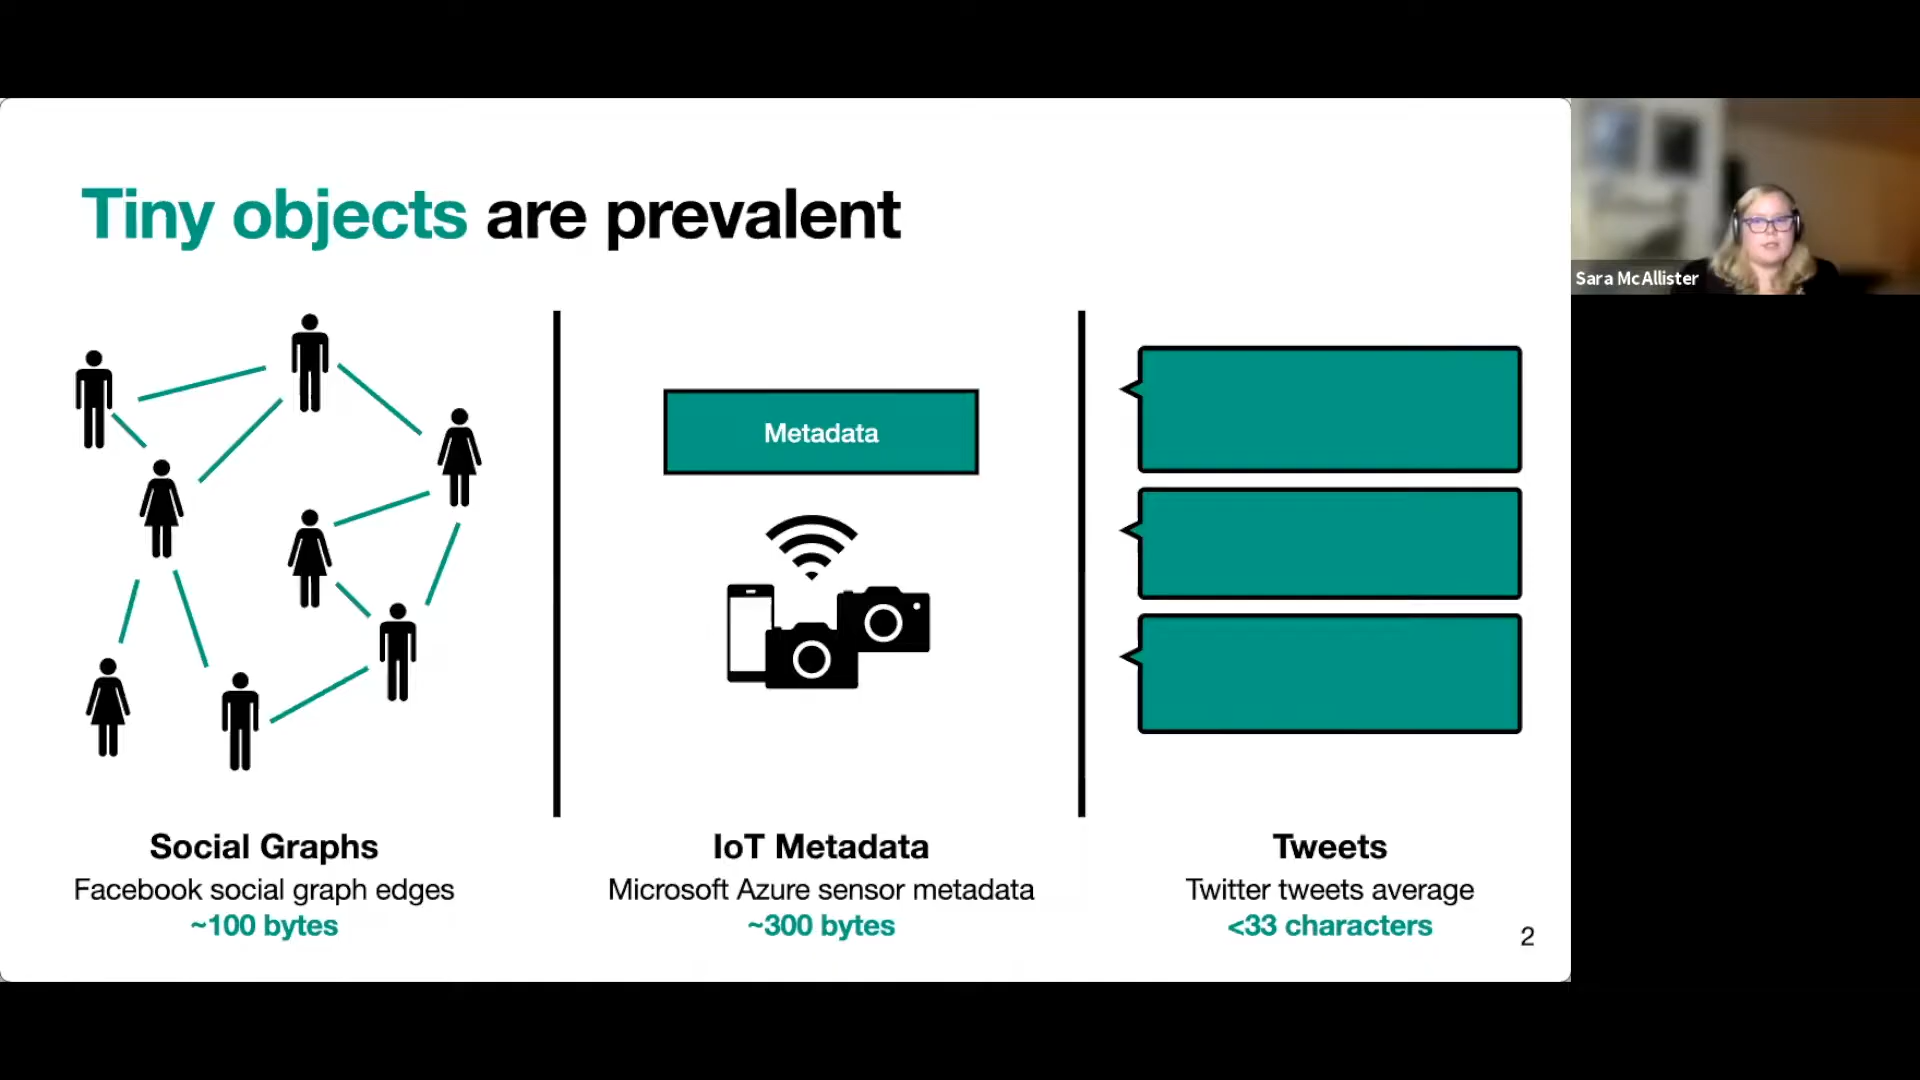 Tiny objects are prevalent
Sara McAllister
Metadata
Social Graphs
Facebook social graph edges
~100 bytes
IoT Metadata
Microsoft Azure sensor metadata
~300 bytes
Tweets
Twitter tweets average
<33 characters
2